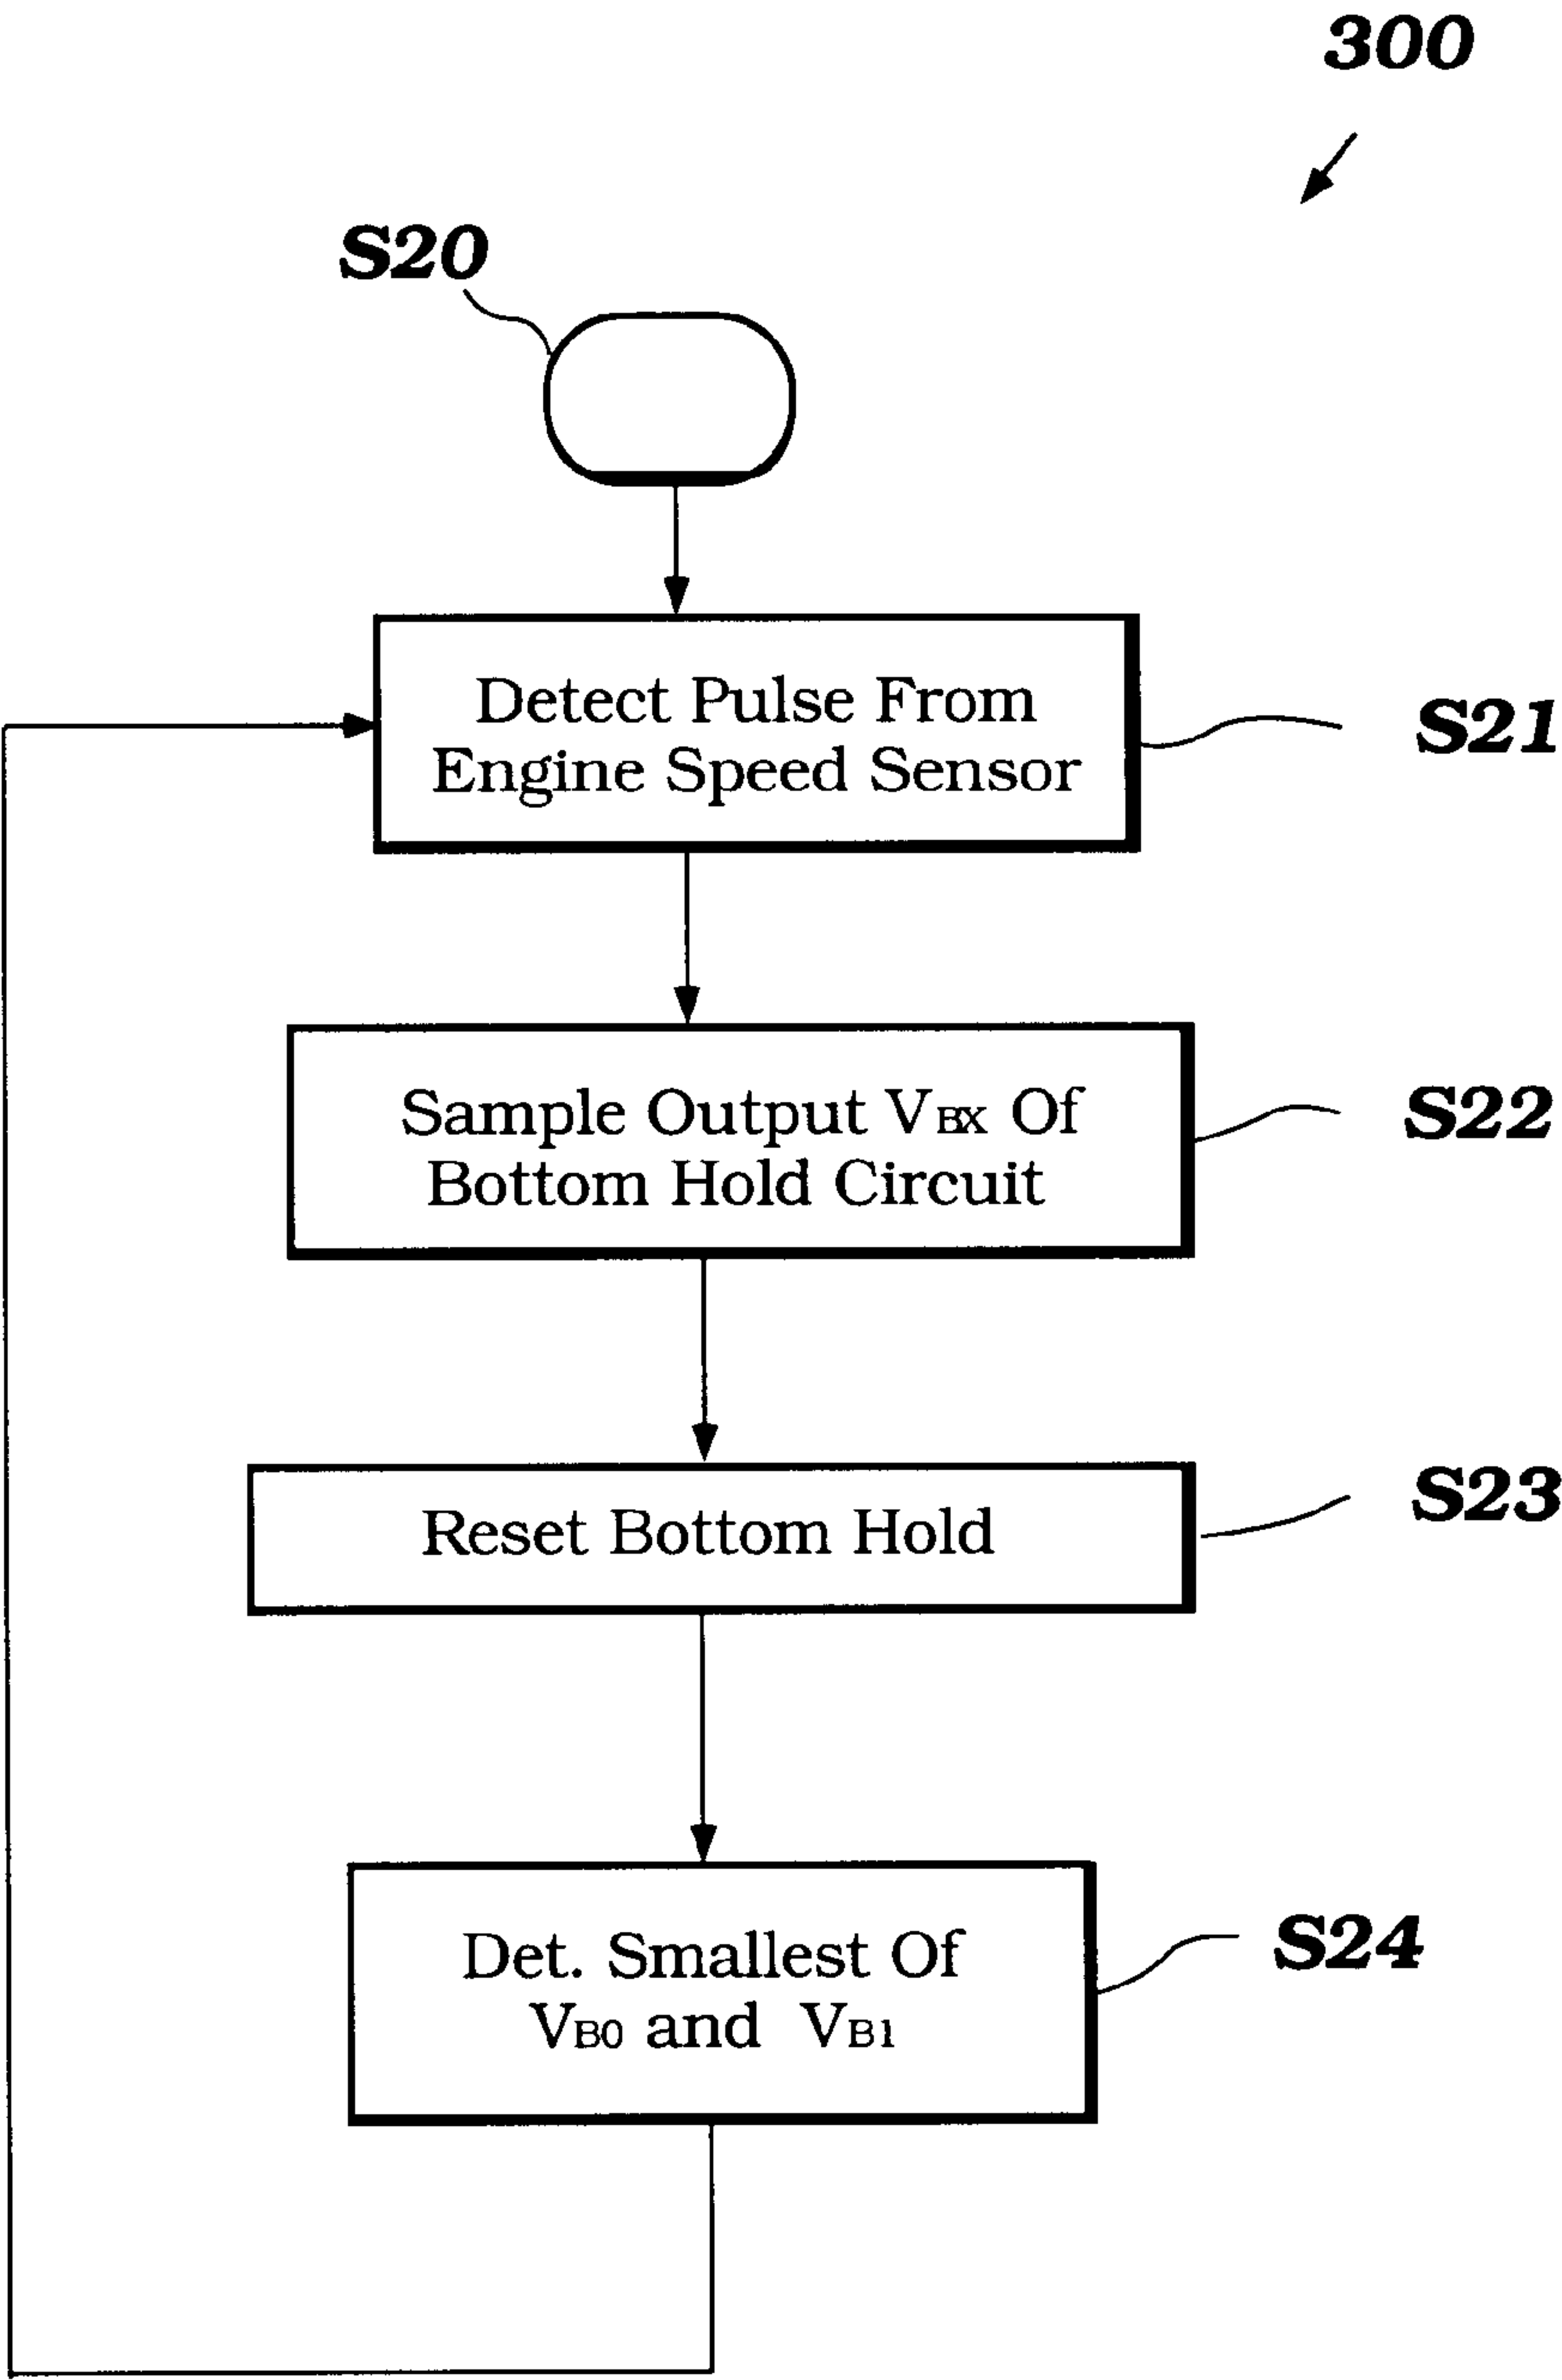 300
S20
Detect Pulse From
Engine Speed Sensor
S21
Sample Output VBX Of
Bottom Hold Circuit
S22
Reset Bottom Hold
S23
Det. Smallest Of
VB0 and VB1
S24